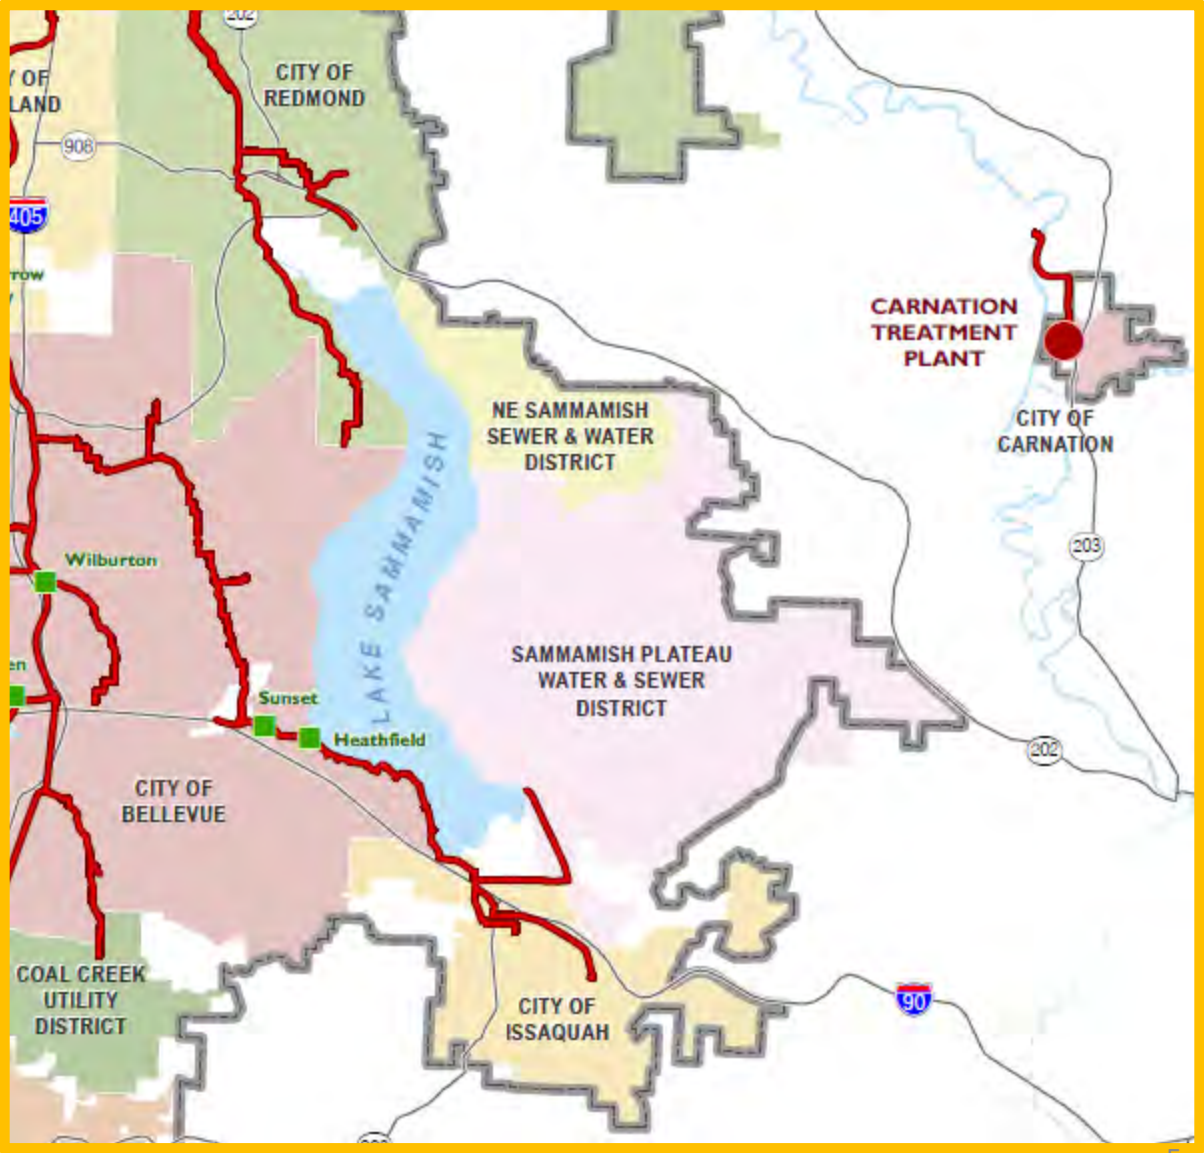 202
CITY OF
REDMOND
Y OF
LAND
908
405
row
CARNATION
TREATMENT
PLANT
CITY OF
CARNATION
NE SAMMAMISH
SEWER & WATER
DISTRICT
LAKE SAMMAMISH
203
Wilburton
SAMMAMISH PLATEAU
WATER & SEWER
DISTRICT
en
Sunset
Heathfield
202
CITY OF
BELLEVUE
COAL CREEK
UTILITY
DISTRICT
CITY OF
ISSAQUAH
90